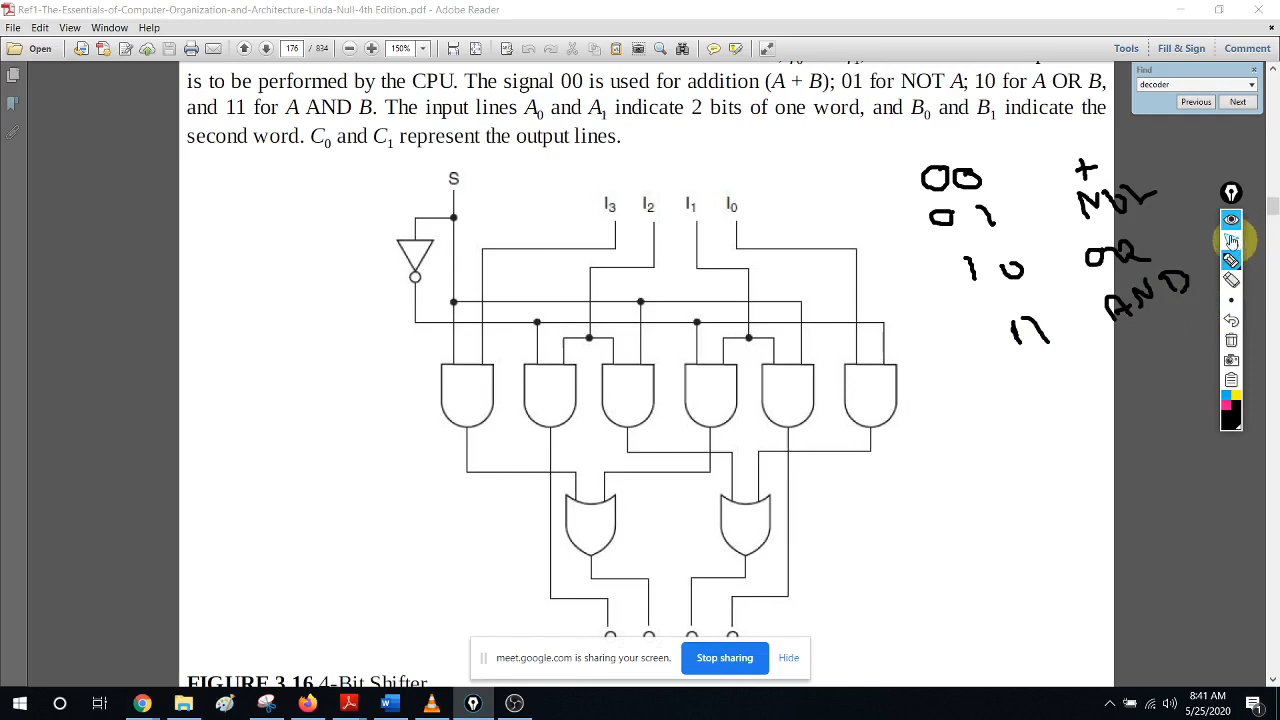 Ref1-The-Essentials-of-Computer-Organization-and-Architecture-Linda-Null-4th Edition..pdf - Adobe Reader
File Edit View Window Help
Open 176 / 834 150% Tools Fill & Sign Comment
Find
decoder
Previous Next
is to be performed by the CPU. The signal 00 is used for addition (A + B); 01 for NOT A; 10 for A OR B,
and 11 for A AND B. The input lines A0 and A1 indicate 2 bits of one word, and B0 and B1 indicate the
second word. C0 and C1 represent the output lines.
S
I3 I2 I1 I0
00 +
01 NOT
10 OR
11 AND
meet.google.com is sharing your screen. Stop sharing Hide
FIGURE 3.16 4-Bit Shifter
8:41 AM
5/25/2020